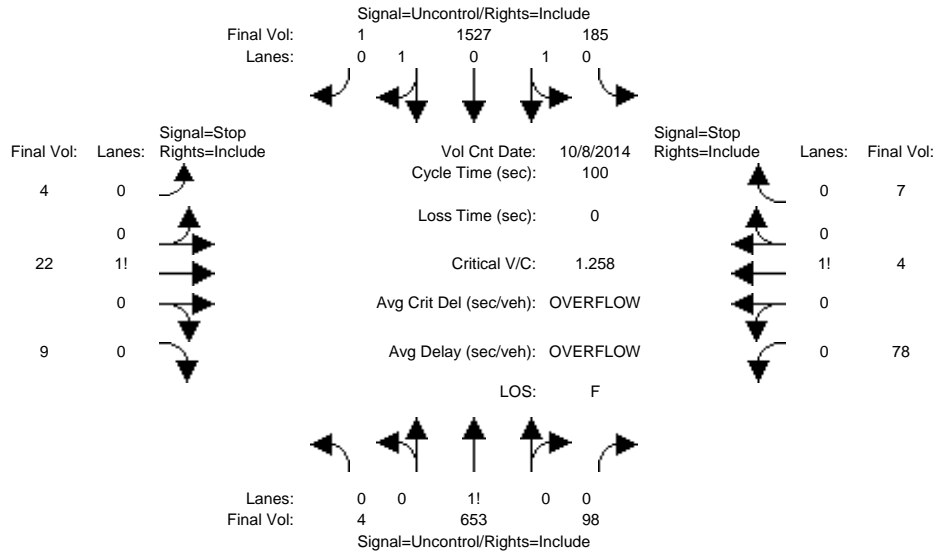 Signal=Uncontrol/Rights=Include
Final Vol: 1 1527 185
Lanes: 0 1 0 1 0
Signal=Stop Signal=Stop
Final Vol: Lanes: Rights=Include Vol Cnt Date: 10/8/2014 Rights=Include Lanes: Final Vol:
Cycle Time (sec): 100
4 0 0 7
Loss Time (sec): 0
0 0
22 1! Critical V/C: 1.258 1! 4
0 Avg Crit Del (sec/veh): OVERFLOW 0
9 0 Avg Delay (sec/veh): OVERFLOW 0 78
LOS: F
Lanes: 0 0 1! 0 0
Final Vol: 4 653 98
Signal=Uncontrol/Rights=Include